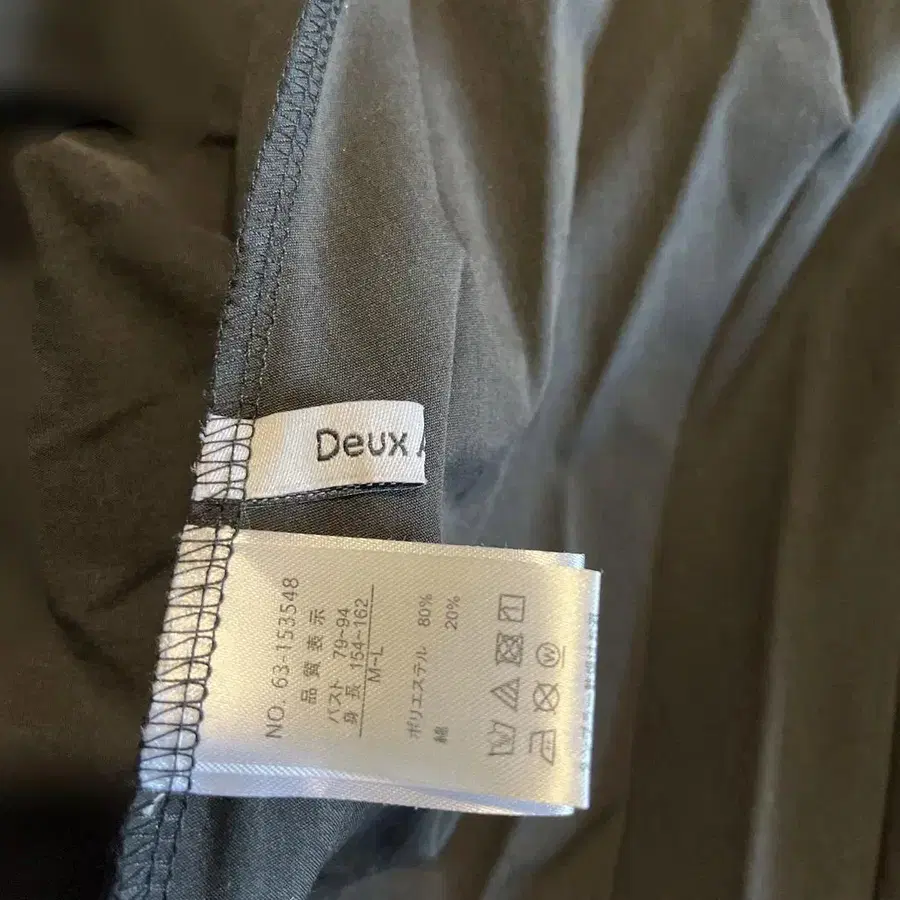 Deux
NO. 63-153548
品質表示
バスト 79~94
身長 154~162
M-L
ポリエステル 80%
綿 20%